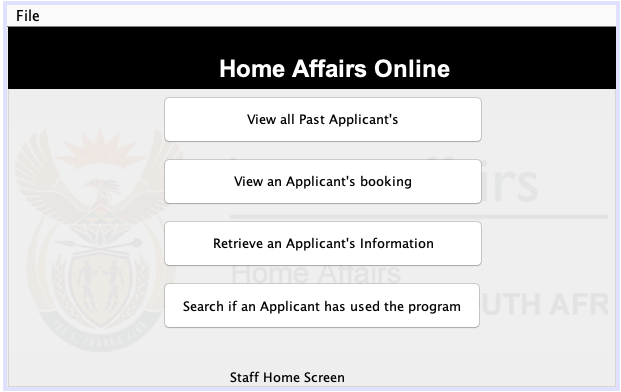 File
Home Affairs Online
View all Past Applicant's
View an Applicant's booking
Retrieve an Applicant's Information
Home Affairs
Search if an Applicant has used the program
UTH AFR
Staff Home Screen